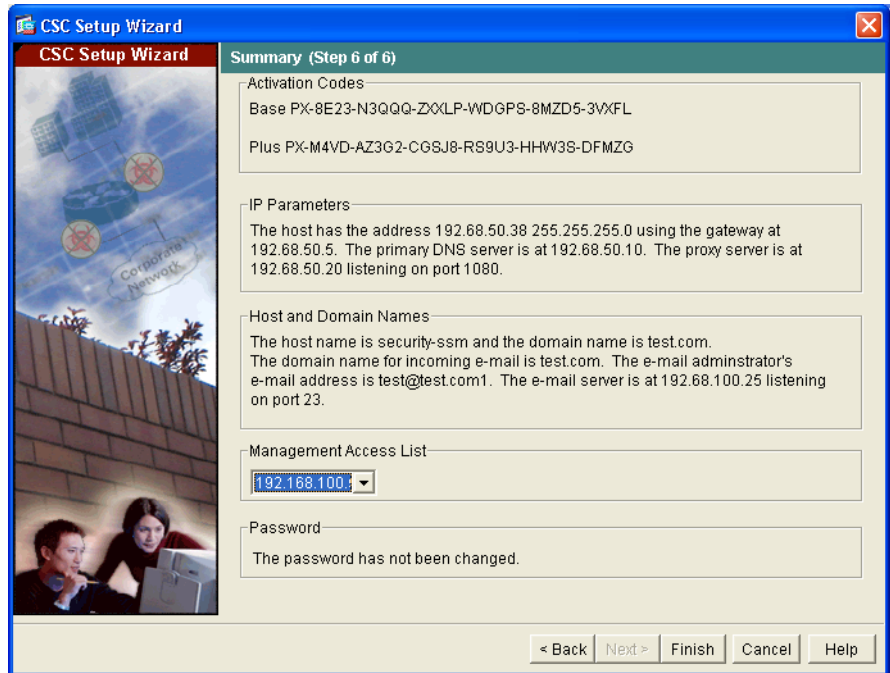 CSC Setup Wizard
CSC Setup Wizard
Summary (Step 6 of 6)
Activation Codes
Base PX-8E23-N3QQQ-ZXXLP-WDGPS-8MZD5-3VXFL
Plus PX-M4VD-AZ3G2-CGSJ8-RS9U3-HHW3S-DFMZG
IP Parameters
The host has the address 192.68.50.38 255.255.255.0 using the gateway at
192.68.50.5. The primary DNS server is at 192.68.50.10. The proxy server is at
192.68.50.20 listening on port 1080.
Host and Domain Names
The host name is security-ssm and the domain name is test.com.
The domain name for incoming e-mail is test.com. The e-mail adminstrator's
e-mail address is test@test.com1. The e-mail server is at 192.68.100.25 listening
on port 23.
Management Access List
192.168.100.
Password
The password has not been changed.
Corporate
Network
< Back
Next >
Finish
Cancel
Help